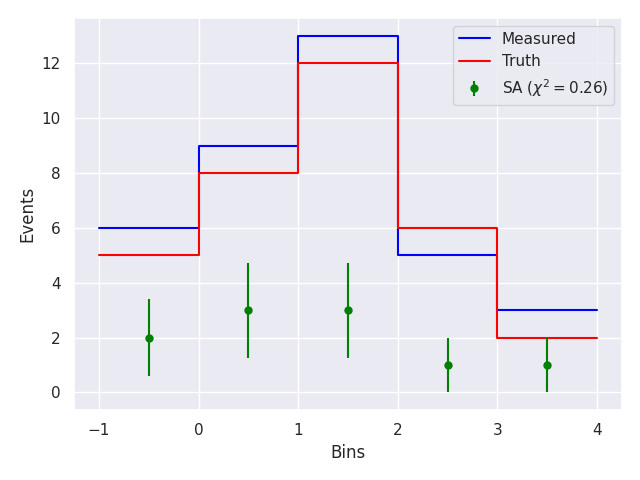 Measured
Truth
SA (χ² = 0.26)
Events
12
10
8
6
4
2
0
−1 0 1 2 3 4
Bins